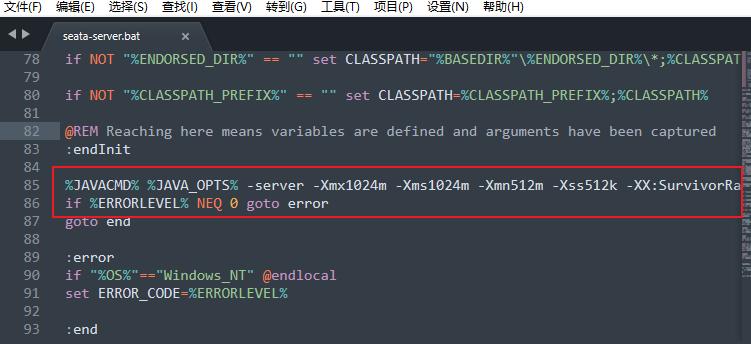 文件(F) 编辑(E) 选择(S) 查找(I) 查看(V) 转到(G) 工具(T) 项目(P) 设置(N) 帮助(H)
seata-server.bat ×
78 if NOT "%ENDORSED_DIR%" == "" set CLASSPATH="%BASEDIR%"\%ENDORSED_DIR%\*;%CLASSPAT
79
80 if NOT "%CLASSPATH_PREFIX%" == "" set CLASSPATH=%CLASSPATH_PREFIX%;%CLASSPATH%
81
82 @REM Reaching here means variables are defined and arguments have been captured
83 :endInit
84
85 %JAVACMD% %JAVA_OPTS% -server -Xmx1024m -Xms1024m -Xmn512m -Xss512k -XX:SurvivorRa
86 if %ERRORLEVEL% NEQ 0 goto error
87 goto end
88
89 :error
90 if "%OS%"=="Windows_NT" @endlocal
91 set ERROR_CODE=%ERRORLEVEL%
92
93 :end